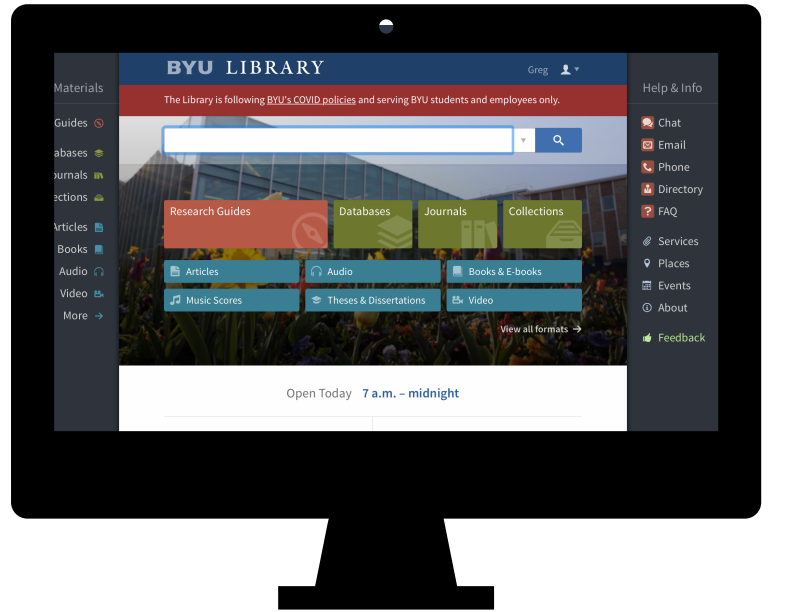 BYU LIBRARY
Greg
The Library is following BYU's COVID policies and serving BYU students and employees only.
Materials
Guides
abases
ournals
ections
Articles
Books
Audio
Video
More
Research Guides
Databases
Journals
Collections
Articles
Audio
Books & E-books
Music Scores
Theses & Dissertations
Video
View all formats
Open Today 7 a.m. – midnight
Help & Info
Chat
Email
Phone
Directory
FAQ
Services
Places
Events
About
Feedback